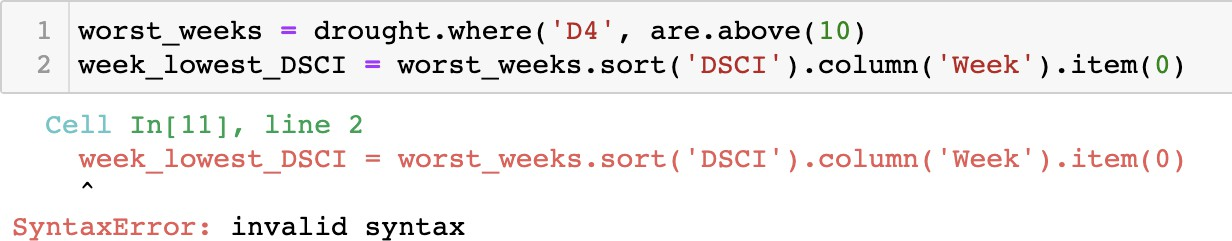 1 worst_weeks = drought.where('D4', are.above(10)
2 week_lowest_DSCI = worst_weeks.sort('DSCI').column('Week').item(0)
Cell In[11], line 2
week_lowest_DSCI = worst_weeks.sort('DSCI').column('Week').item(0)
^
SyntaxError: invalid syntax